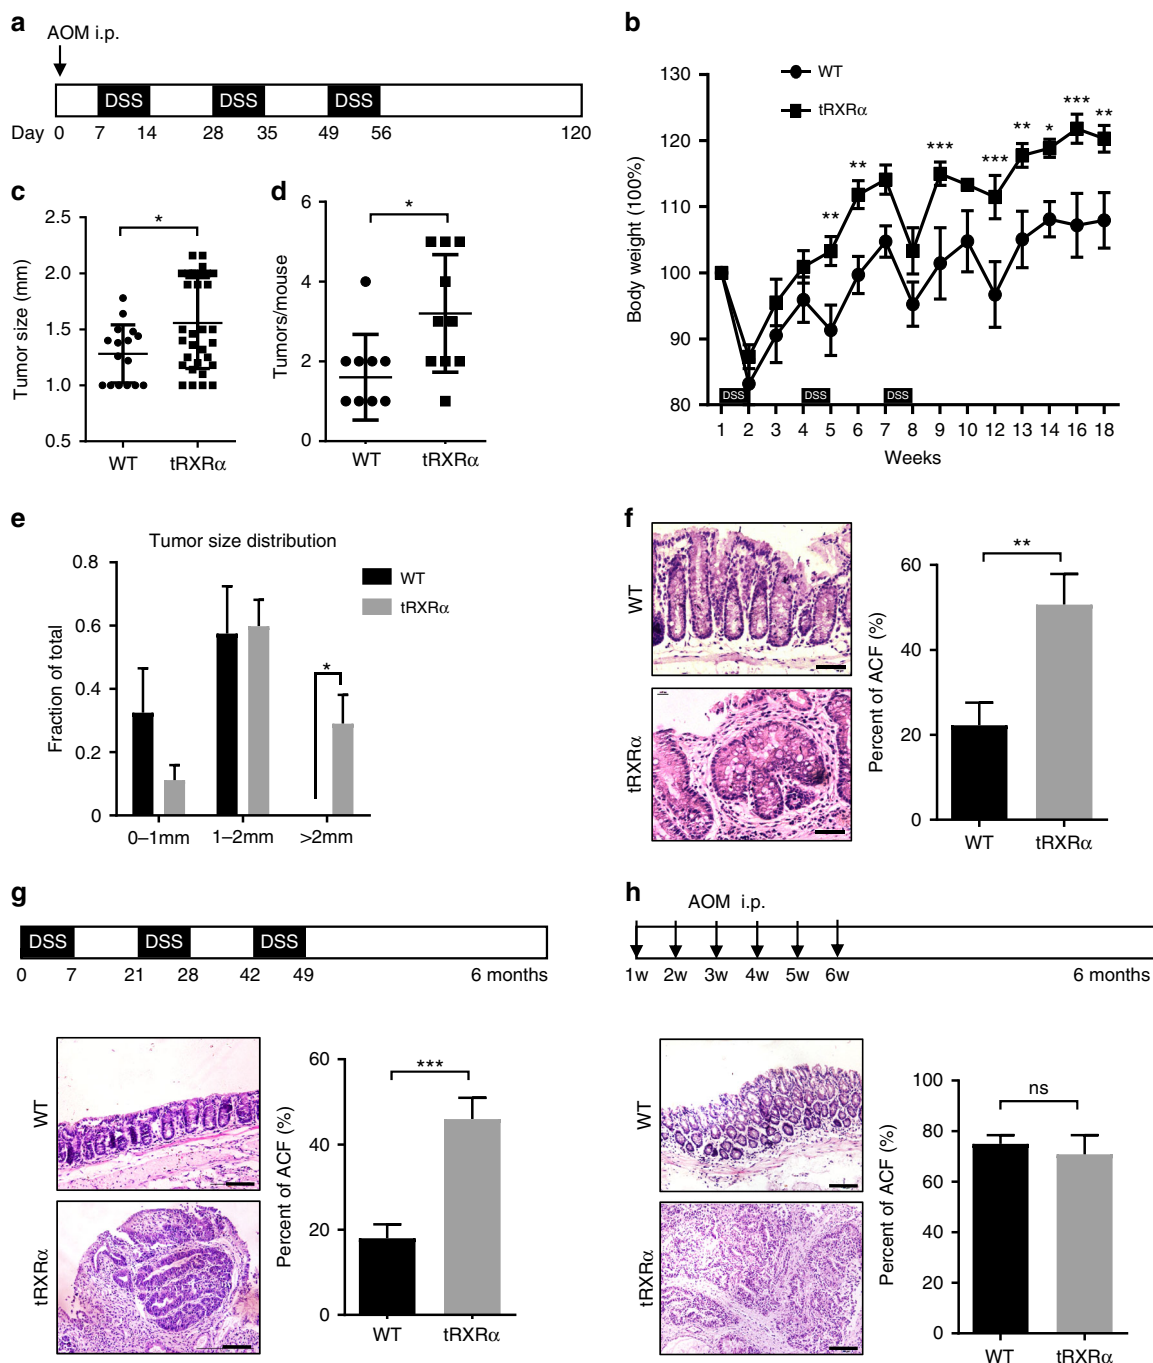 a
AOM i.p.
DSS DSS DSS
Day 0 7 14 28 35 49 56 120
b
WT
tRXRα
Body weight (100%)
130
120
110
100
90
80
** ** *** *** ** * *** **
DSS DSS DSS
1 2 3 4 5 6 7 8 9 10 12 13 14 16 18
Weeks
c
Tumor size (mm)
2.5
2.0
1.5
1.0
0.5
*
WT tRXRα
d
Tumors/mouse
6
4
2
0
*
WT tRXRα
e
Tumor size distribution
WT
tRXRα
Fraction of total
0.8
0.6
0.4
0.2
0
*
0–1mm 1–2mm >2mm
f
WT
tRXRα
Percent of ACF (%)
60
40
20
0
**
WT tRXRα
g
DSS DSS DSS
0 7 21 28 42 49 6 months
WT
tRXRα
Percent of ACF (%)
60
40
20
0
***
WT tRXRα
h
AOM i.p.
1w 2w 3w 4w 5w 6w 6 months
WT
tRXRα
Percent of ACF (%)
100
80
60
40
20
0
ns
WT tRXRα